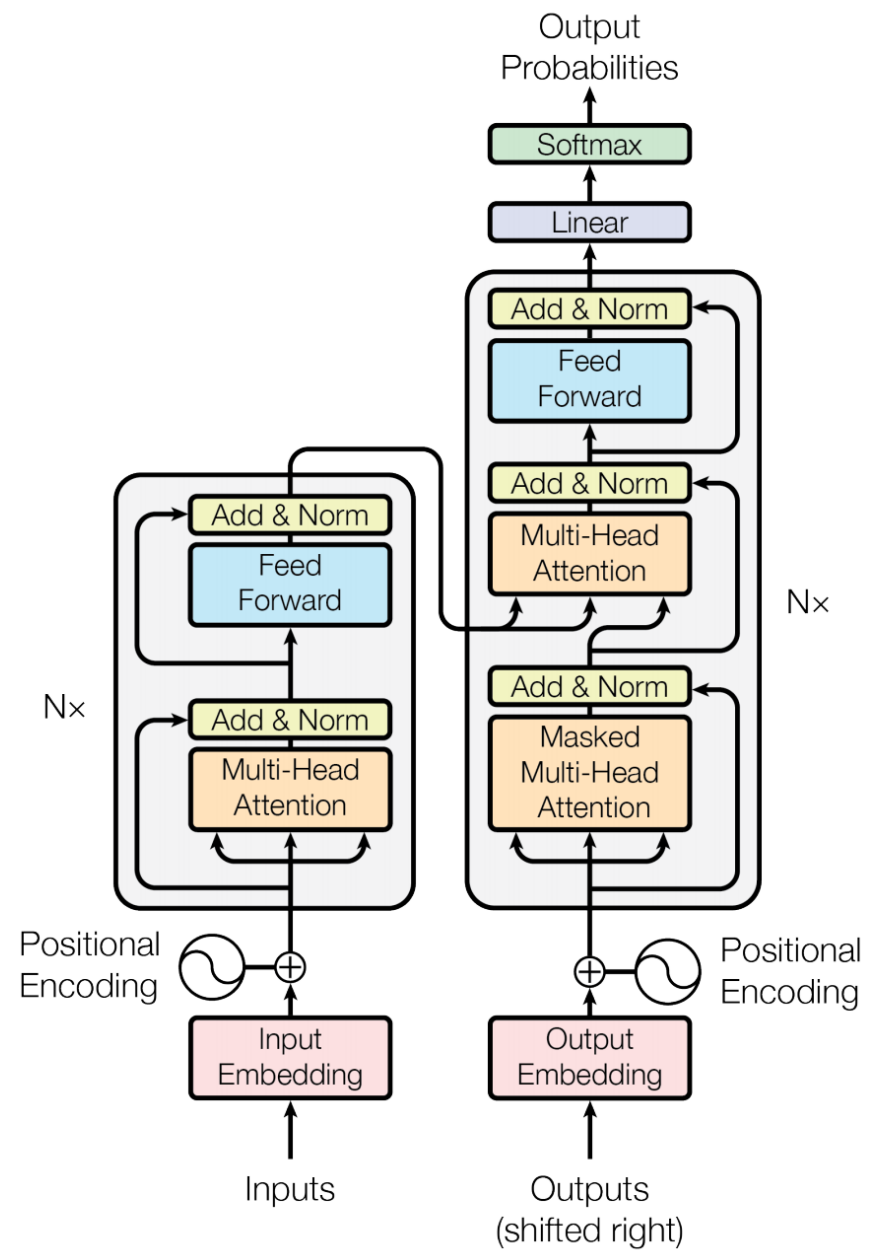 Output
Probabilities
Softmax
Linear
Add & Norm
Feed
Forward
Add & Norm
Multi-Head
Attention
Add & Norm
Masked
Multi-Head
Attention
N×
Add & Norm
Feed
Forward
Add & Norm
Multi-Head
Attention
N×
Positional
Encoding
Positional
Encoding
Input
Embedding
Output
Embedding
Inputs
Outputs
(shifted right)